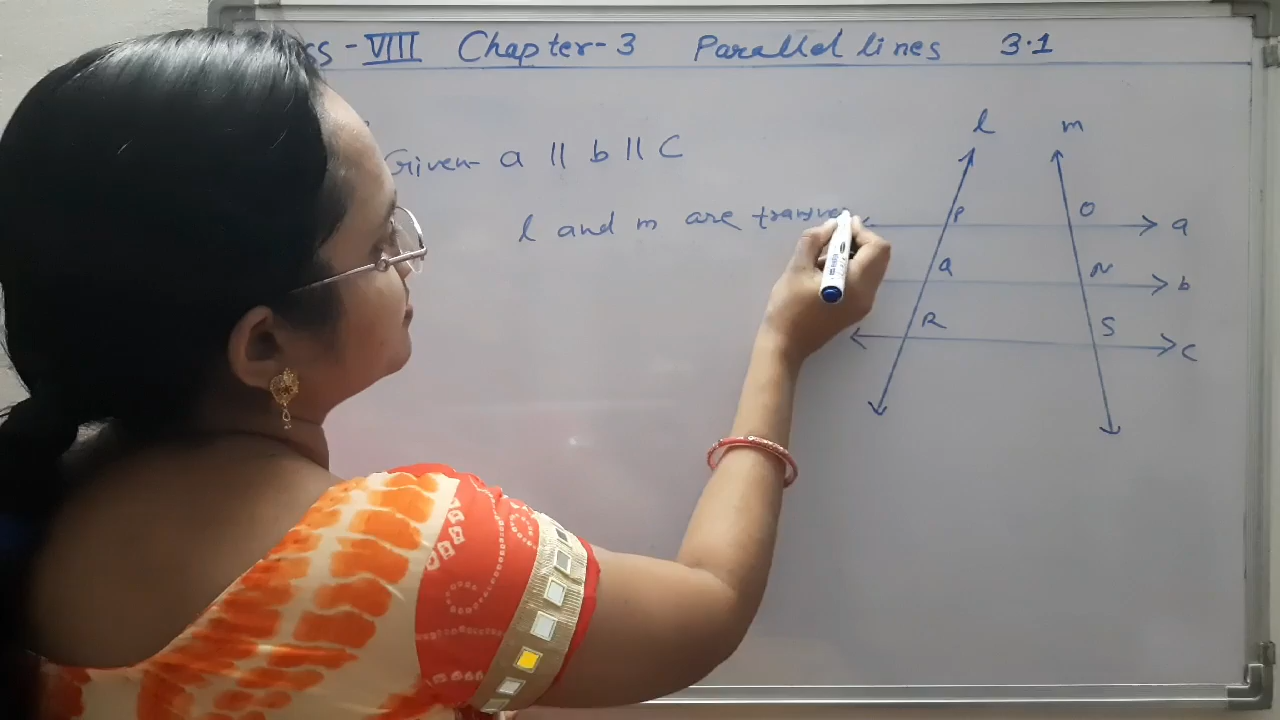 ss - VIII Chapter-3 Parallel lines 3.1
Given- a || b || C
l and m are transver
l m
P O a
Q N b
R S c